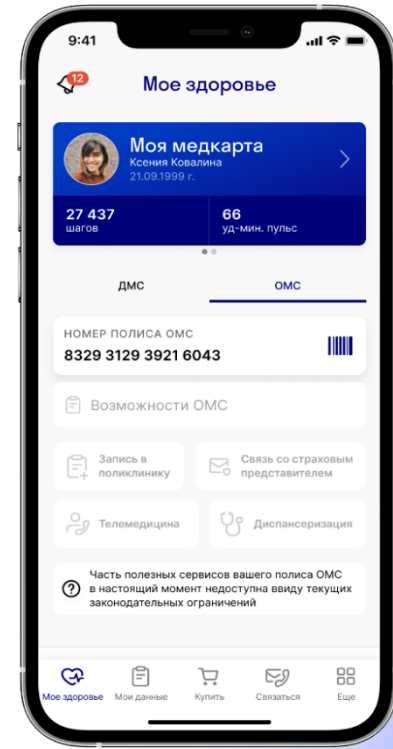 9:41
12
Мое здоровье
Моя медкарта
Ксения Ковалина
21.09.1999 г.
27 437
шагов
66
уд-мин. пульс
ДМС
ОМС
НОМЕР ПОЛИСА ОМС
8329 3129 3921 6043
Возможности ОМС
Запись в
поликлинику
Связь со страховым
представителем
Телемедицина
Диспансеризация
Часть полезных сервисов вашего полиса ОМС
в настоящий момент недоступна ввиду текущих
законодательных ограничений
Мое здоровье
Мои данные
Купить
Связаться
Еще